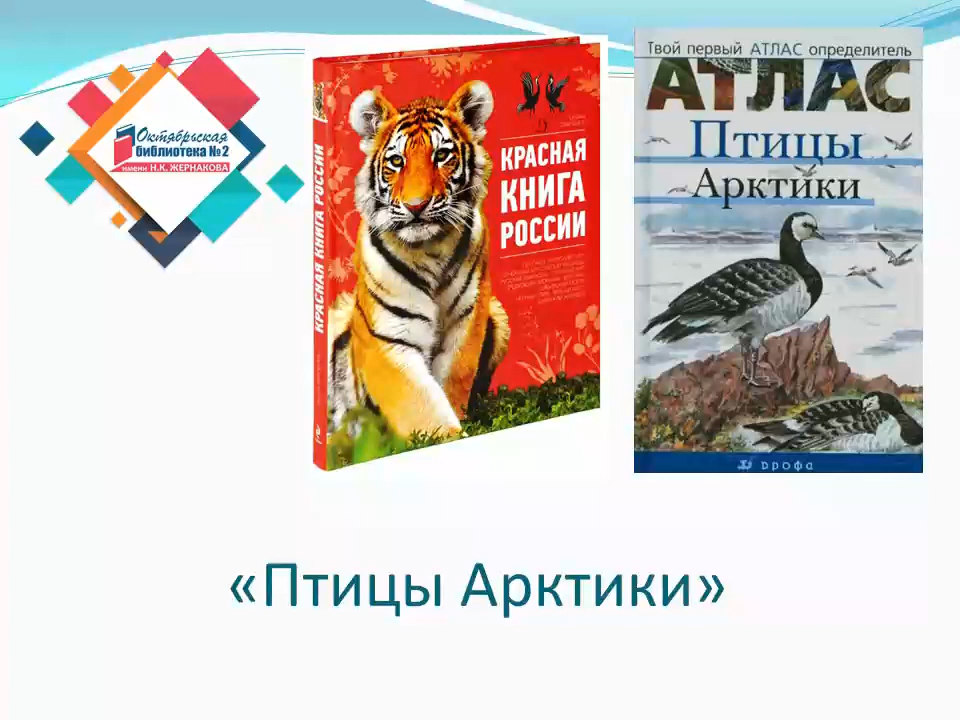 Октябрьская
библиотека №2
имени Н.К. ЖЕРНАКОВА
КРАСНАЯ КНИГА РОССИИ
КРАСНАЯ
КНИГА
РОССИИ
Твой первый АТЛАС определитель
АТЛАС
Птицы
Арктики
дрофа
«Птицы Арктики»